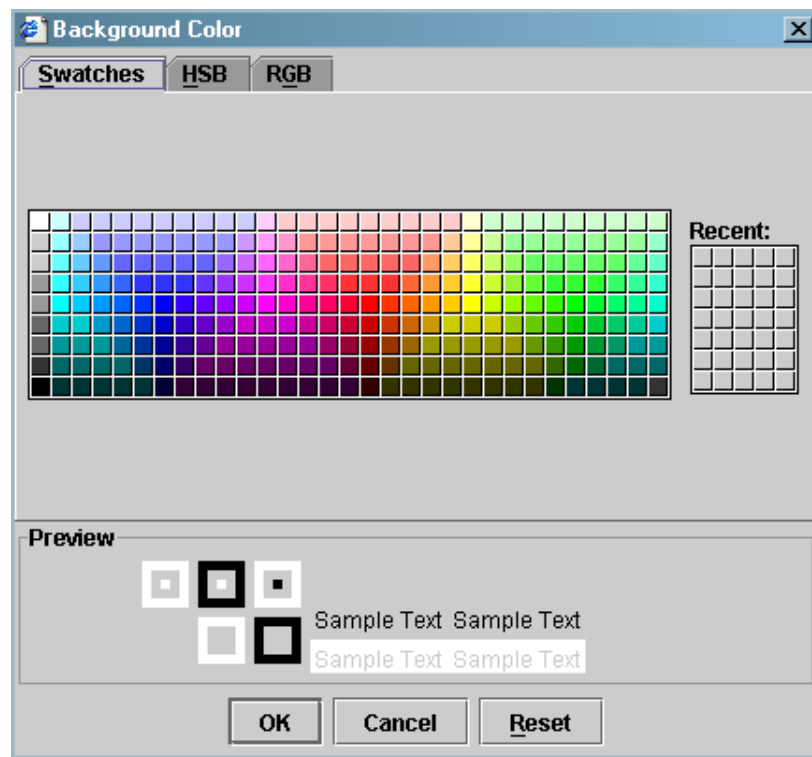 Background Color
Swatches HSB RGB
Recent:
Preview
Sample Text Sample Text
Sample Text Sample Text
OK Cancel Reset